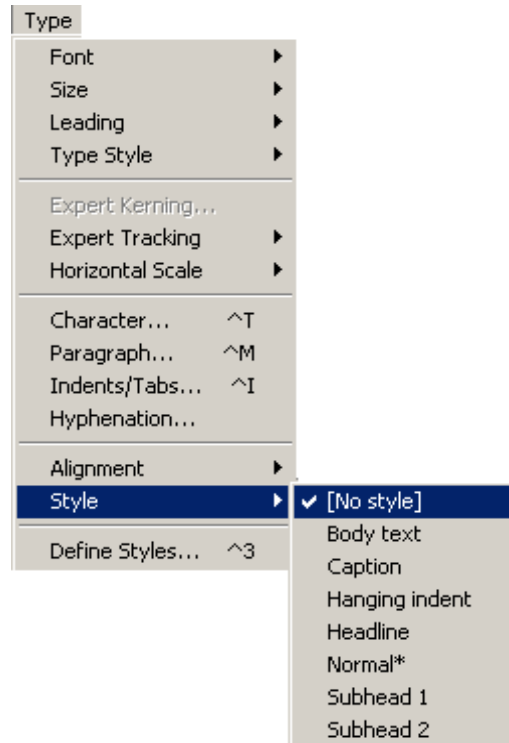 Type
Font
Size
Leading
Type Style
Expert Kerning...
Expert Tracking
Horizontal Scale
Character... ^T
Paragraph... ^M
Indents/Tabs... ^I
Hyphenation...
Alignment
Style
Define Styles... ^3
[No style]
Body text
Caption
Hanging indent
Headline
Normal*
Subhead 1
Subhead 2